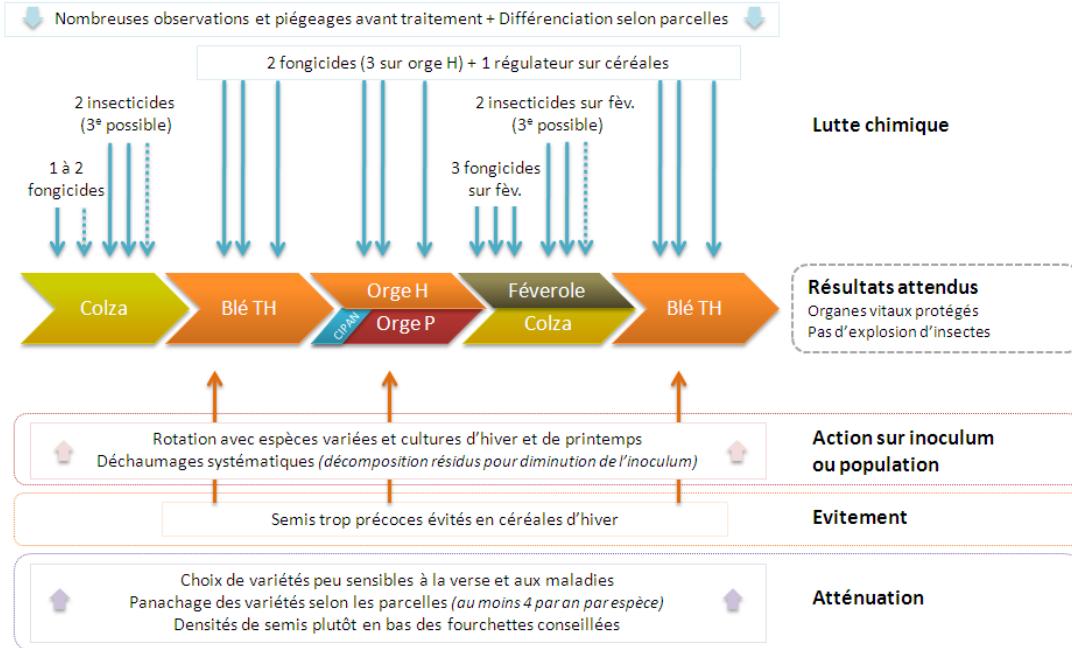 Nombreuses observations et piégeages avant traitement + Différenciation selon parcelles
2 fongicides (3 sur orge H) + 1 régulateur sur céréales
2 insecticides
(3e possible)
2 insecticides sur fèv.
(3e possible)
Lutte chimique
1 à 2
fongicides
3 fongicides
sur fèv.
Colza
Blé TH
Orge H
CIPAN
Orge P
Féverole
Colza
Blé TH
Résultats attendus
Organes vitaux protégés
Pas d’explosion d’insectes
Rotation avec espèces variées et cultures d’hiver et de printemps
Déchaumages systématiques (décomposition résidus pour diminution de l’inoculum)
Action sur inoculum
ou population
Semis trop précoces évités en céréales d’hiver
Evitement
Choix de variétés peu sensibles à la verse et aux maladies
Panachage des variétés selon les parcelles (au moins 4 par an par espèce)
Densités de semis plutôt en bas des fourchettes conseillées
Atténuation